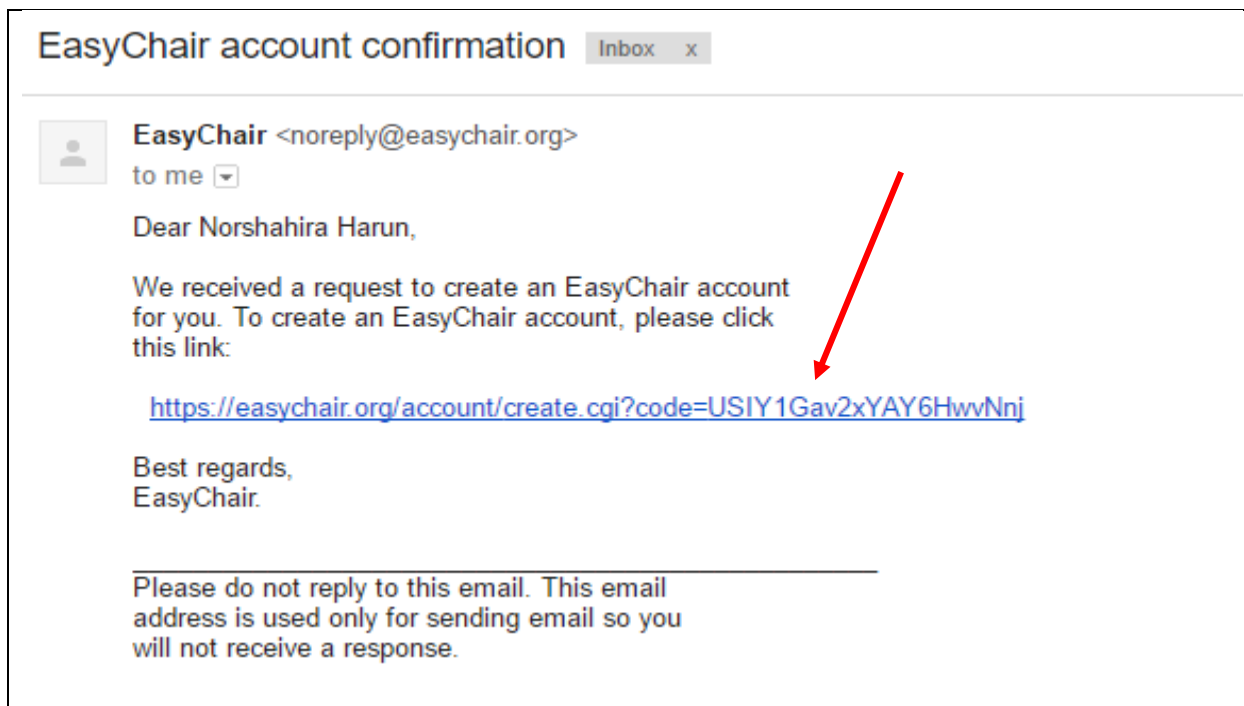 EasyChair account confirmation Inbox x
EasyChair <noreply@easychair.org>
to me
Dear Norshahira Harun,
We received a request to create an EasyChair account
for you. To create an EasyChair account, please click
this link:
https://easychair.org/account/create.cgi?code=USIY1Gav2xYAY6HwvNnj
Best regards,
EasyChair.
Please do not reply to this email. This email
address is used only for sending email so you
will not receive a response.